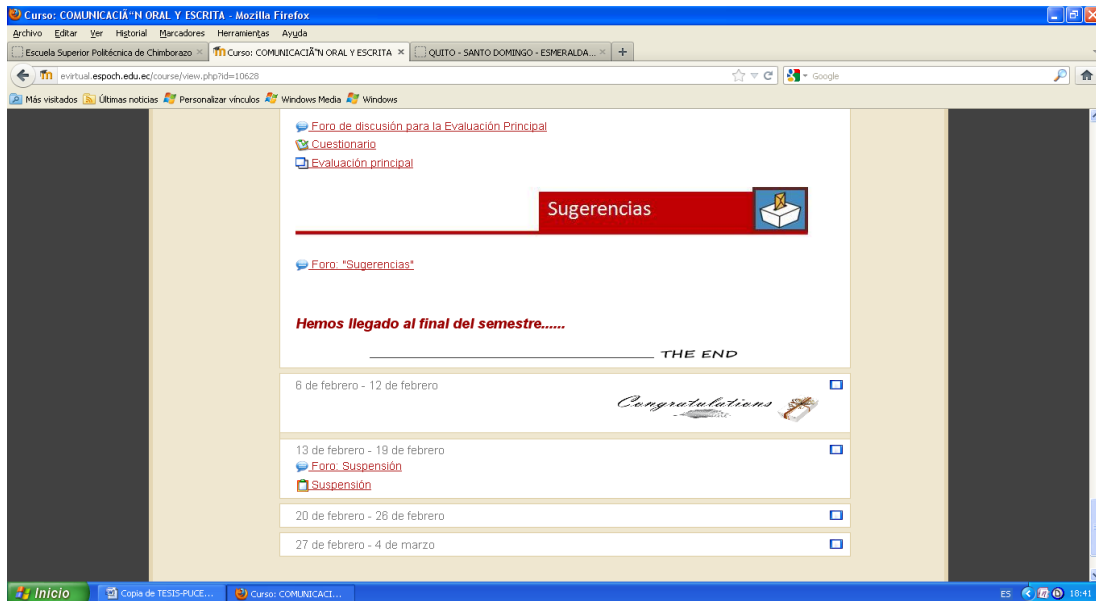 Curso: COMUNICACIÃ“N ORAL Y ESCRITA - Mozilla Firefox
Archivo Editar Ver Historial Marcadores Herramientas Ayuda
Escuela Superior Politécnica de Chimborazo × Curso: COMUNICACIÃ“N ORAL Y ESCRITA × QUITO - SANTO DOMINGO - ESMERALDA... × +
evirtual.espoch.edu.ec/course/view.php?id=10628 Google
Más visitados Últimas noticias Personalizar vínculos Windows Media Windows
Foro de discusión para la Evaluación Principal
Cuestionario
Evaluación principal
Sugerencias
Foro: "Sugerencias"
Hemos llegado al final del semestre......
THE END
6 de febrero - 12 de febrero
Congratulations
13 de febrero - 19 de febrero
Foro: Suspensión
Suspensión
20 de febrero - 26 de febrero
27 de febrero - 4 de marzo
Inicio Copia de TESIS-PUCE... Curso: COMUNICACI... ES 18:41